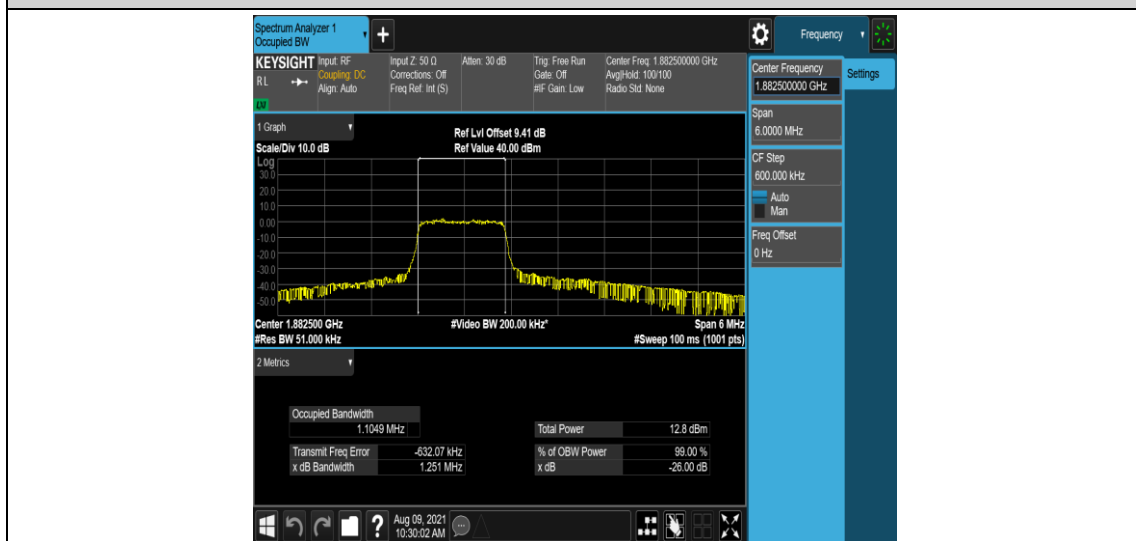 Spectrum Analyzer 1
Occupied BW
Frequency
KEYSIGHT
RL
Input: RF
Coupling: DC
Align: Auto
Input Z: 50 Ω
Corrections: Off
Freq Ref: Int (S)
Atten: 30 dB
Trig: Free Run
Gate: Off
#IF Gain: Low
Center Freq: 1.882500000 GHz
Avg|Hold: 100/100
Radio Std: None
Center Frequency
1.882500000 GHz
Settings
Span
6.0000 MHz
CF Step
600.000 kHz
Auto
Man
Freq Offset
0 Hz
1 Graph
Scale/Div 10.0 dB
Ref Lvl Offset 9.41 dB
Ref Value 40.00 dBm
Log
30.0
20.0
10.0
0.00
-10.0
-20.0
-30.0
-40.0
-50.0
Center 1.882500 GHz
#Video BW 200.00 kHz*
Span 6 MHz
#Res BW 51.000 kHz
#Sweep 100 ms (1001 pts)
2 Metrics
Occupied Bandwidth
1.1049 MHz
Total Power 12.8 dBm
Transmit Freq Error -632.07 kHz
% of OBW Power 99.00 %
x dB Bandwidth 1.251 MHz
x dB -26.00 dB
?
Aug 09, 2021
10:30:02 AM